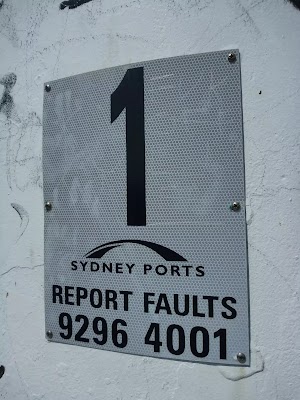 1
SYDNEY PORTS
REPORT FAULTS
9296 4001